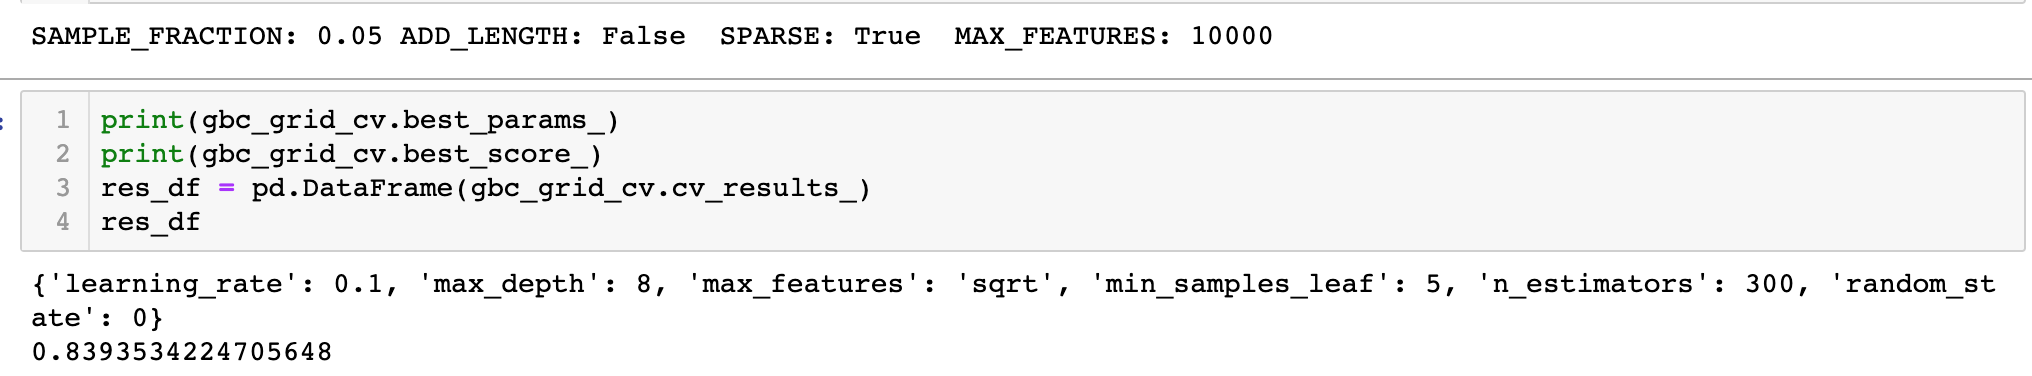 SAMPLE_FRACTION: 0.05 ADD_LENGTH: False  SPARSE: True  MAX_FEATURES: 10000
:
1 print(gbc_grid_cv.best_params_)
2 print(gbc_grid_cv.best_score_)
3 res_df = pd.DataFrame(gbc_grid_cv.cv_results_)
4 res_df
{'learning_rate': 0.1, 'max_depth': 8, 'max_features': 'sqrt', 'min_samples_leaf': 5, 'n_estimators': 300, 'random_st
ate': 0}
0.8393534224705648